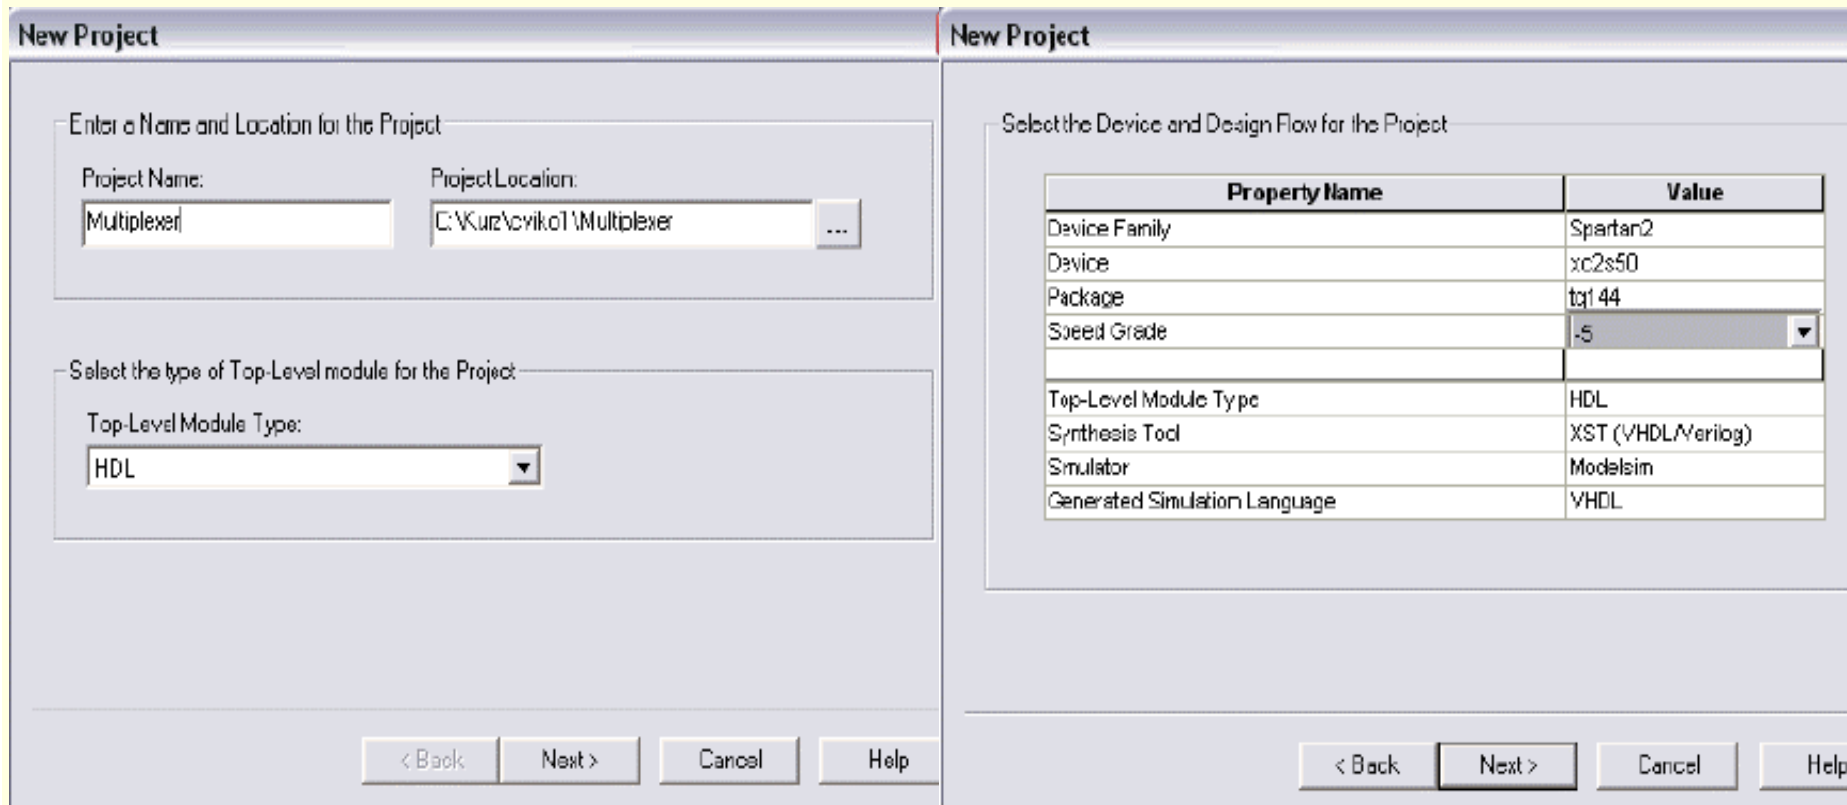 New Project
Enter a Name and Location for the Project
Project Name:
Project Location:
Multiplexer
C:\Kurz\cviko1\Multiplexer
...
Select the type of Top-Level module for the Project
Top-Level Module Type:
HDL
< Back
Next >
Cancel
Help
New Project
Select the Device and Design Flow for the Project
Property Name Value
Device Family Spartan2
Device xc2s50
Package tq144
Speed Grade -5
Top-Level Module Type HDL
Synthesis Tool XST (VHDL/Verilog)
Simulator Modelsim
Generated Simulation Language VHDL
< Back
Next >
Cancel
Help